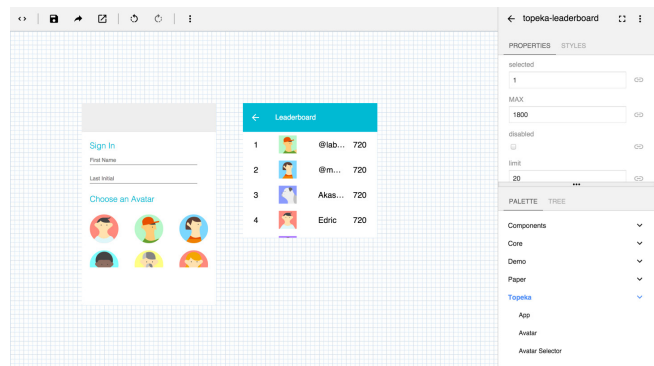 topeka-leaderboard
PROPERTIES STYLES
selected
1
MAX
1800
disabled
limit
20
PALETTE TREE
Components
Core
Demo
Paper
Topeka
App
Avatar
Avatar Selector
Sign In
First Name
Last Initial
Choose an Avatar
Leaderboard
1 @lab... 720
2 @m... 720
3 Akas... 720
4 Edric 720